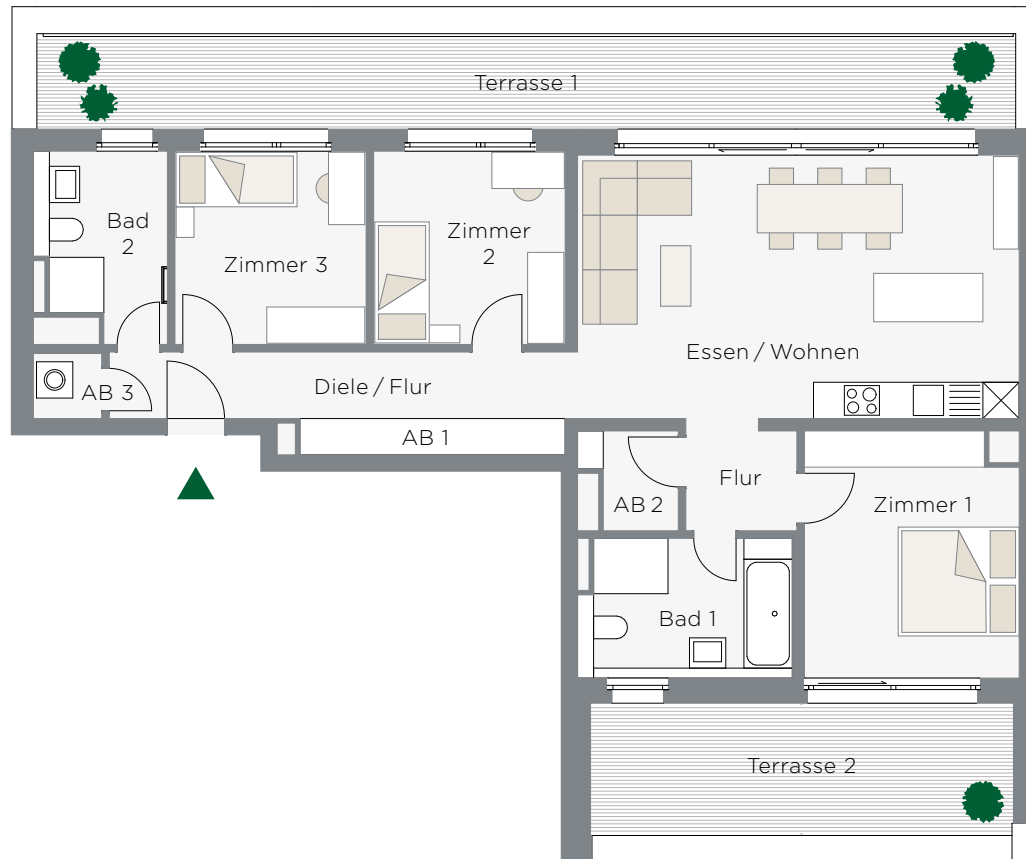 Terrasse 1
Bad
2
Zimmer 3
Zimmer
2
Essen / Wohnen
AB 3
Diele / Flur
AB 1
Flur
AB 2
Zimmer 1
Bad 1
Terrasse 2